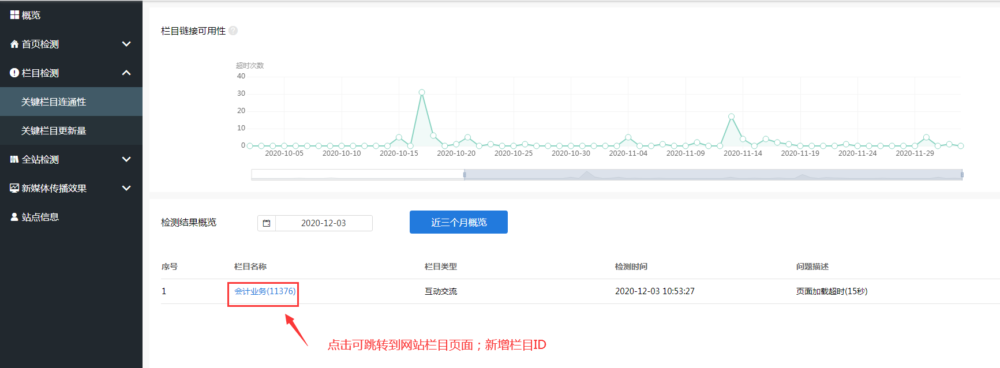 概览
首页检测
栏目检测
关键栏目连通性
关键栏目更新量
全站检测
新媒体传播效果
站点信息
栏目链接可用性 ?
超时次数
40
30
20
10
0
2020-10-05 2020-10-10 2020-10-15 2020-10-20 2020-10-25 2020-10-30 2020-11-04 2020-11-09 2020-11-14 2020-11-19 2020-11-24 2020-11-29
检测结果概览 2020-12-03 近三个月概览
序号 栏目名称 栏目类型 检测时间 问题描述
1 会计业务(11376) 互动交流 2020-12-03 10:53:27 页面加载超时(15秒)
点击可跳转到网站栏目页面；新增栏目ID